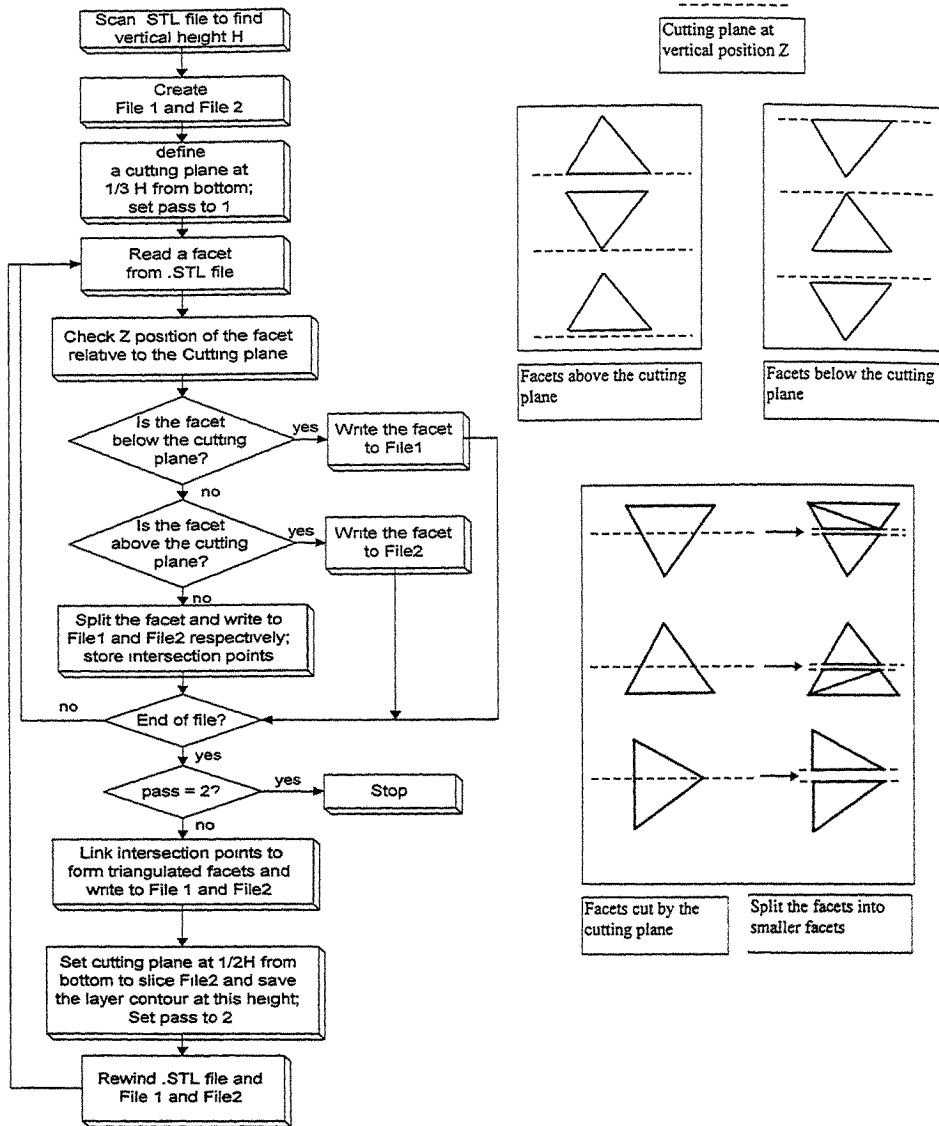 Scan STL file to find
vertical height H
Create
File 1 and File 2
define
a cutting plane at
1/3 H from bottom;
set pass to 1
Read a facet
from .STL file
Check Z position of the facet
relative to the Cutting plane
Is the facet
below the cutting
plane?
yes
Write the facet
to File1
no
Is the facet
above the cutting
plane?
yes
Write the facet
to File2
no
Split the facet and write to
File1 and File2 respectively;
store intersection points
no
End of file?
yes
pass = 2?
yes
Stop
no
Link intersection points to
form triangulated facets and
write to File 1 and File2
Set cutting plane at 1/2H from
bottom to slice File2 and save
the layer contour at this height;
Set pass to 2
Rewind .STL file and
File 1 and File2
Cutting plane at
vertical position Z
Facets above the cutting
plane
Facets below the cutting
plane
Facets cut by the
cutting plane
Split the facets into
smaller facets